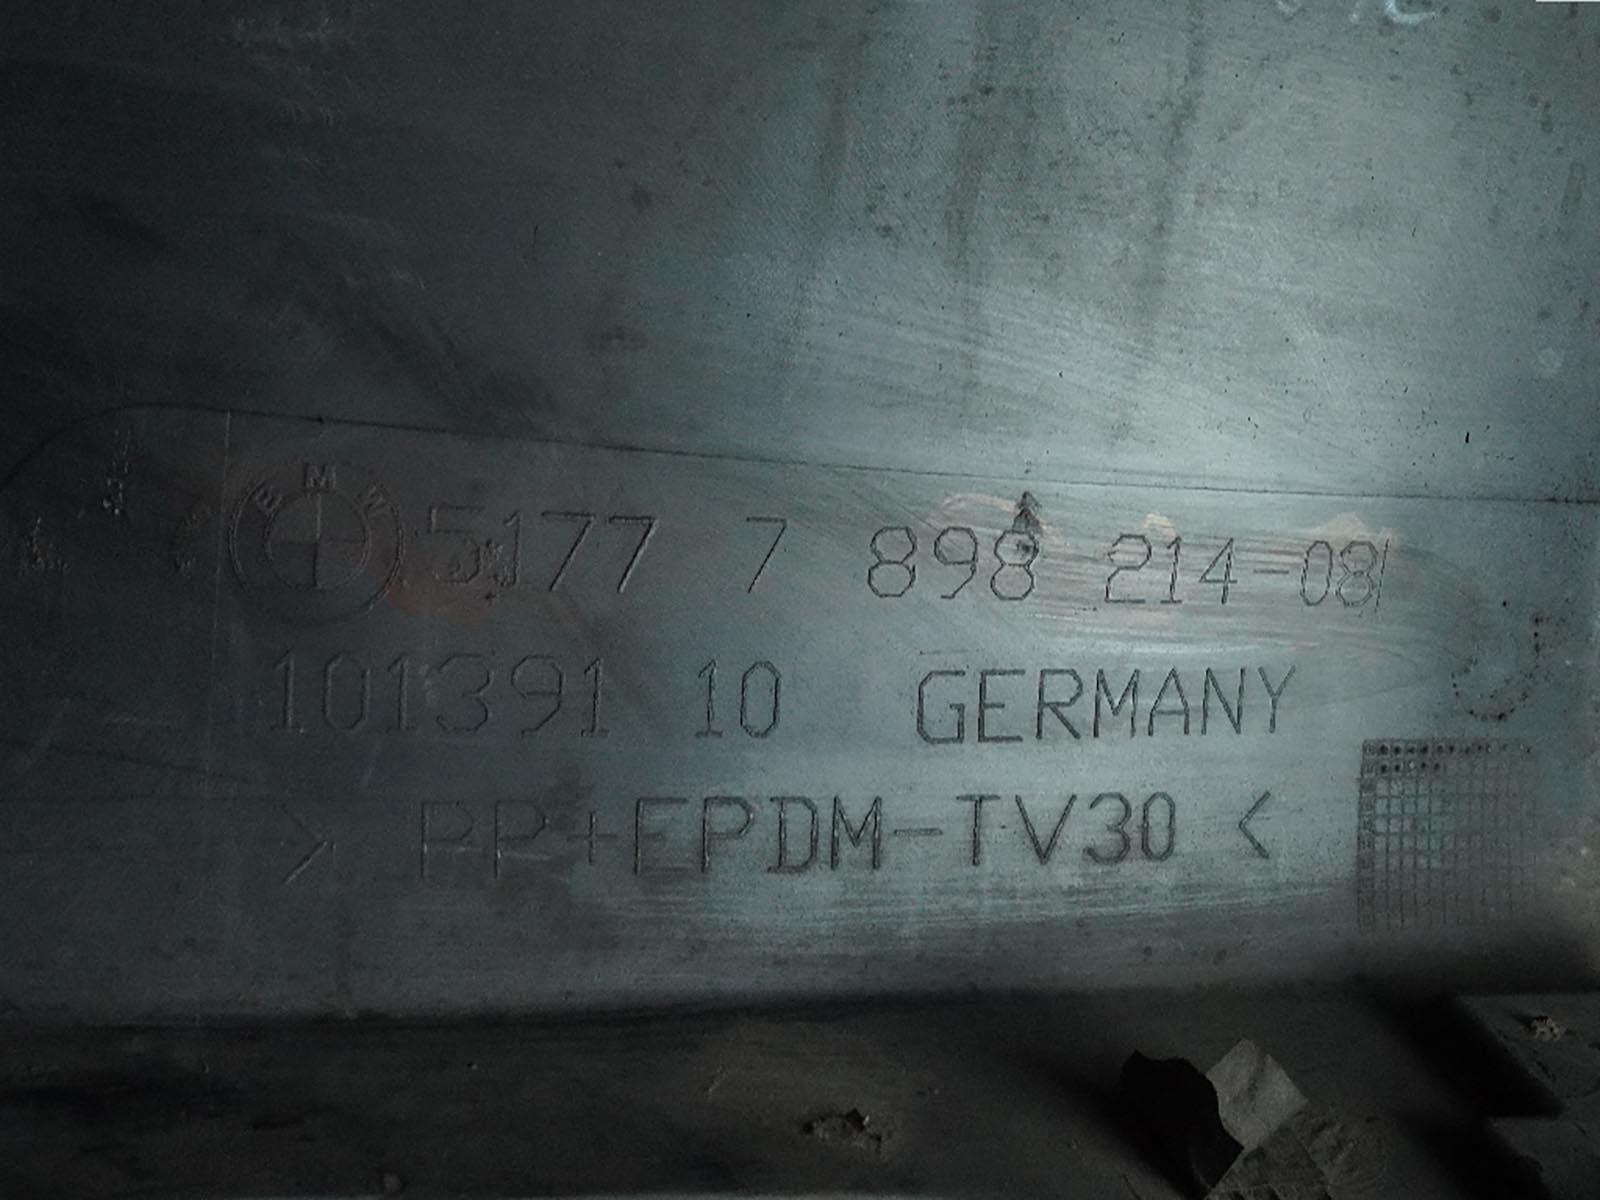 BMW 5177 7 898 214-08
101391 10 GERMANY
> PP+EPDM-TV30 <